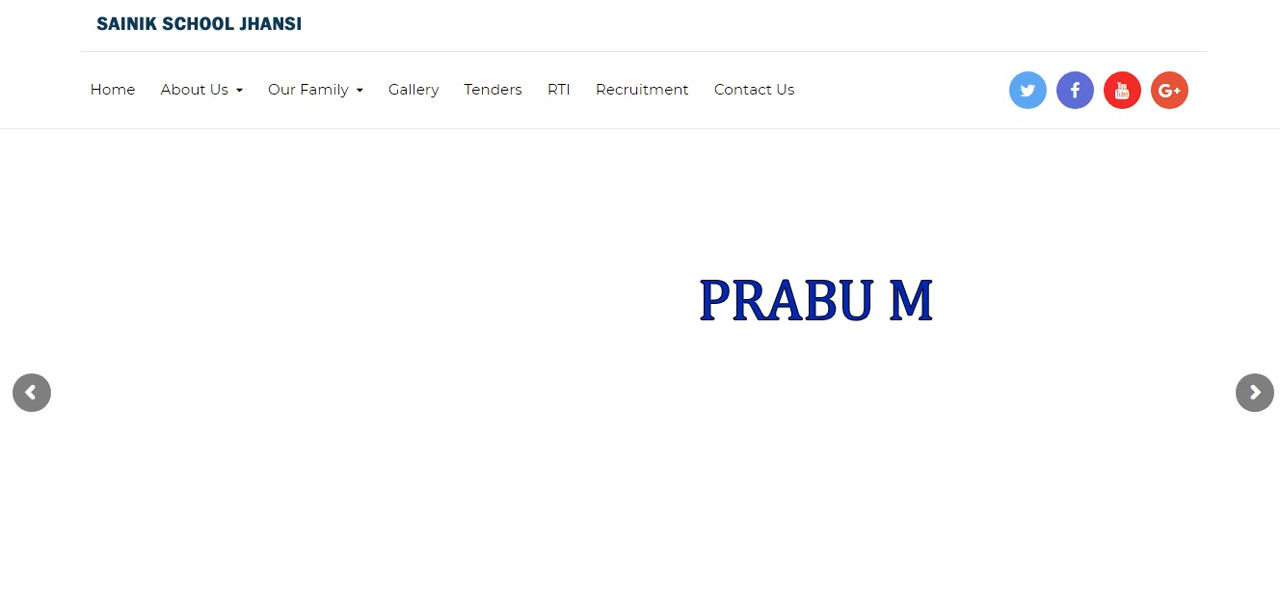 SAINIK SCHOOL JHANSI
Home About Us Our Family Gallery Tenders RTI Recruitment Contact Us
PRABU M